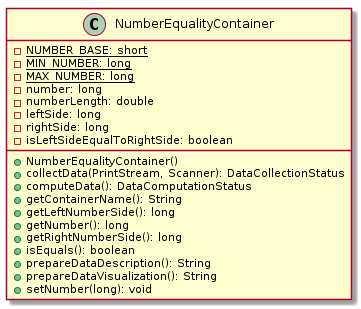 C NumberEqualityContainer
NUMBER_BASE: short
MIN_NUMBER: long
MAX_NUMBER: long
number: long
numberLength: double
leftSide: long
rightSide: long
isLeftSideEqualToRightSide: boolean
NumberEqualityContainer()
collectData(PrintStream, Scanner): DataCollectionStatus
computeData(): DataComputationStatus
getContainerName(): String
getLeftNumberSide(): long
getNumber(): long
getRightNumberSide(): long
isEquals(): boolean
prepareDataDescription(): String
prepareDataVisualization(): String
setNumber(long): void